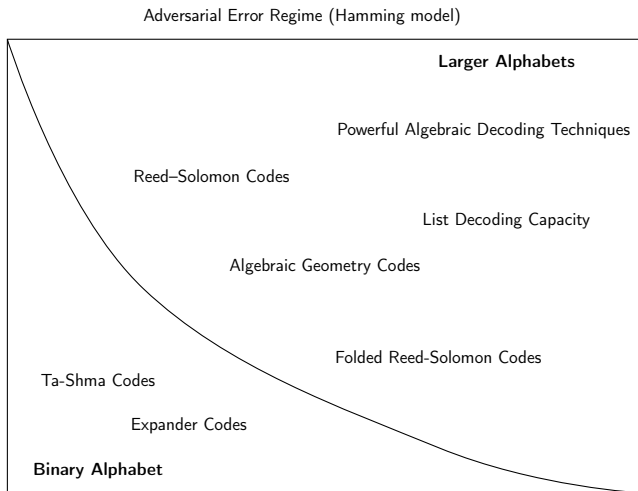 Adversarial Error Regime (Hamming model)
Larger Alphabets
Powerful Algebraic Decoding Techniques
Reed–Solomon Codes
List Decoding Capacity
Algebraic Geometry Codes
Folded Reed-Solomon Codes
Ta-Shma Codes
Expander Codes
Binary Alphabet